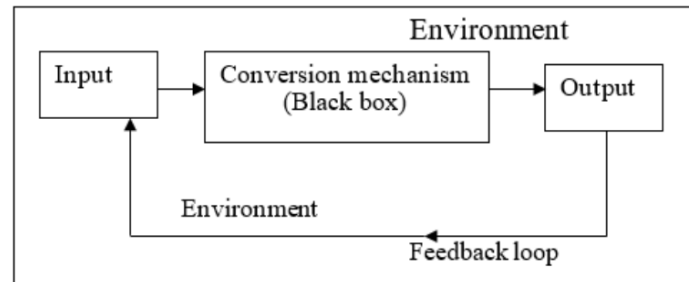 Environment
Input
Conversion mechanism
(Black box)
Output
Environment
Feedback loop